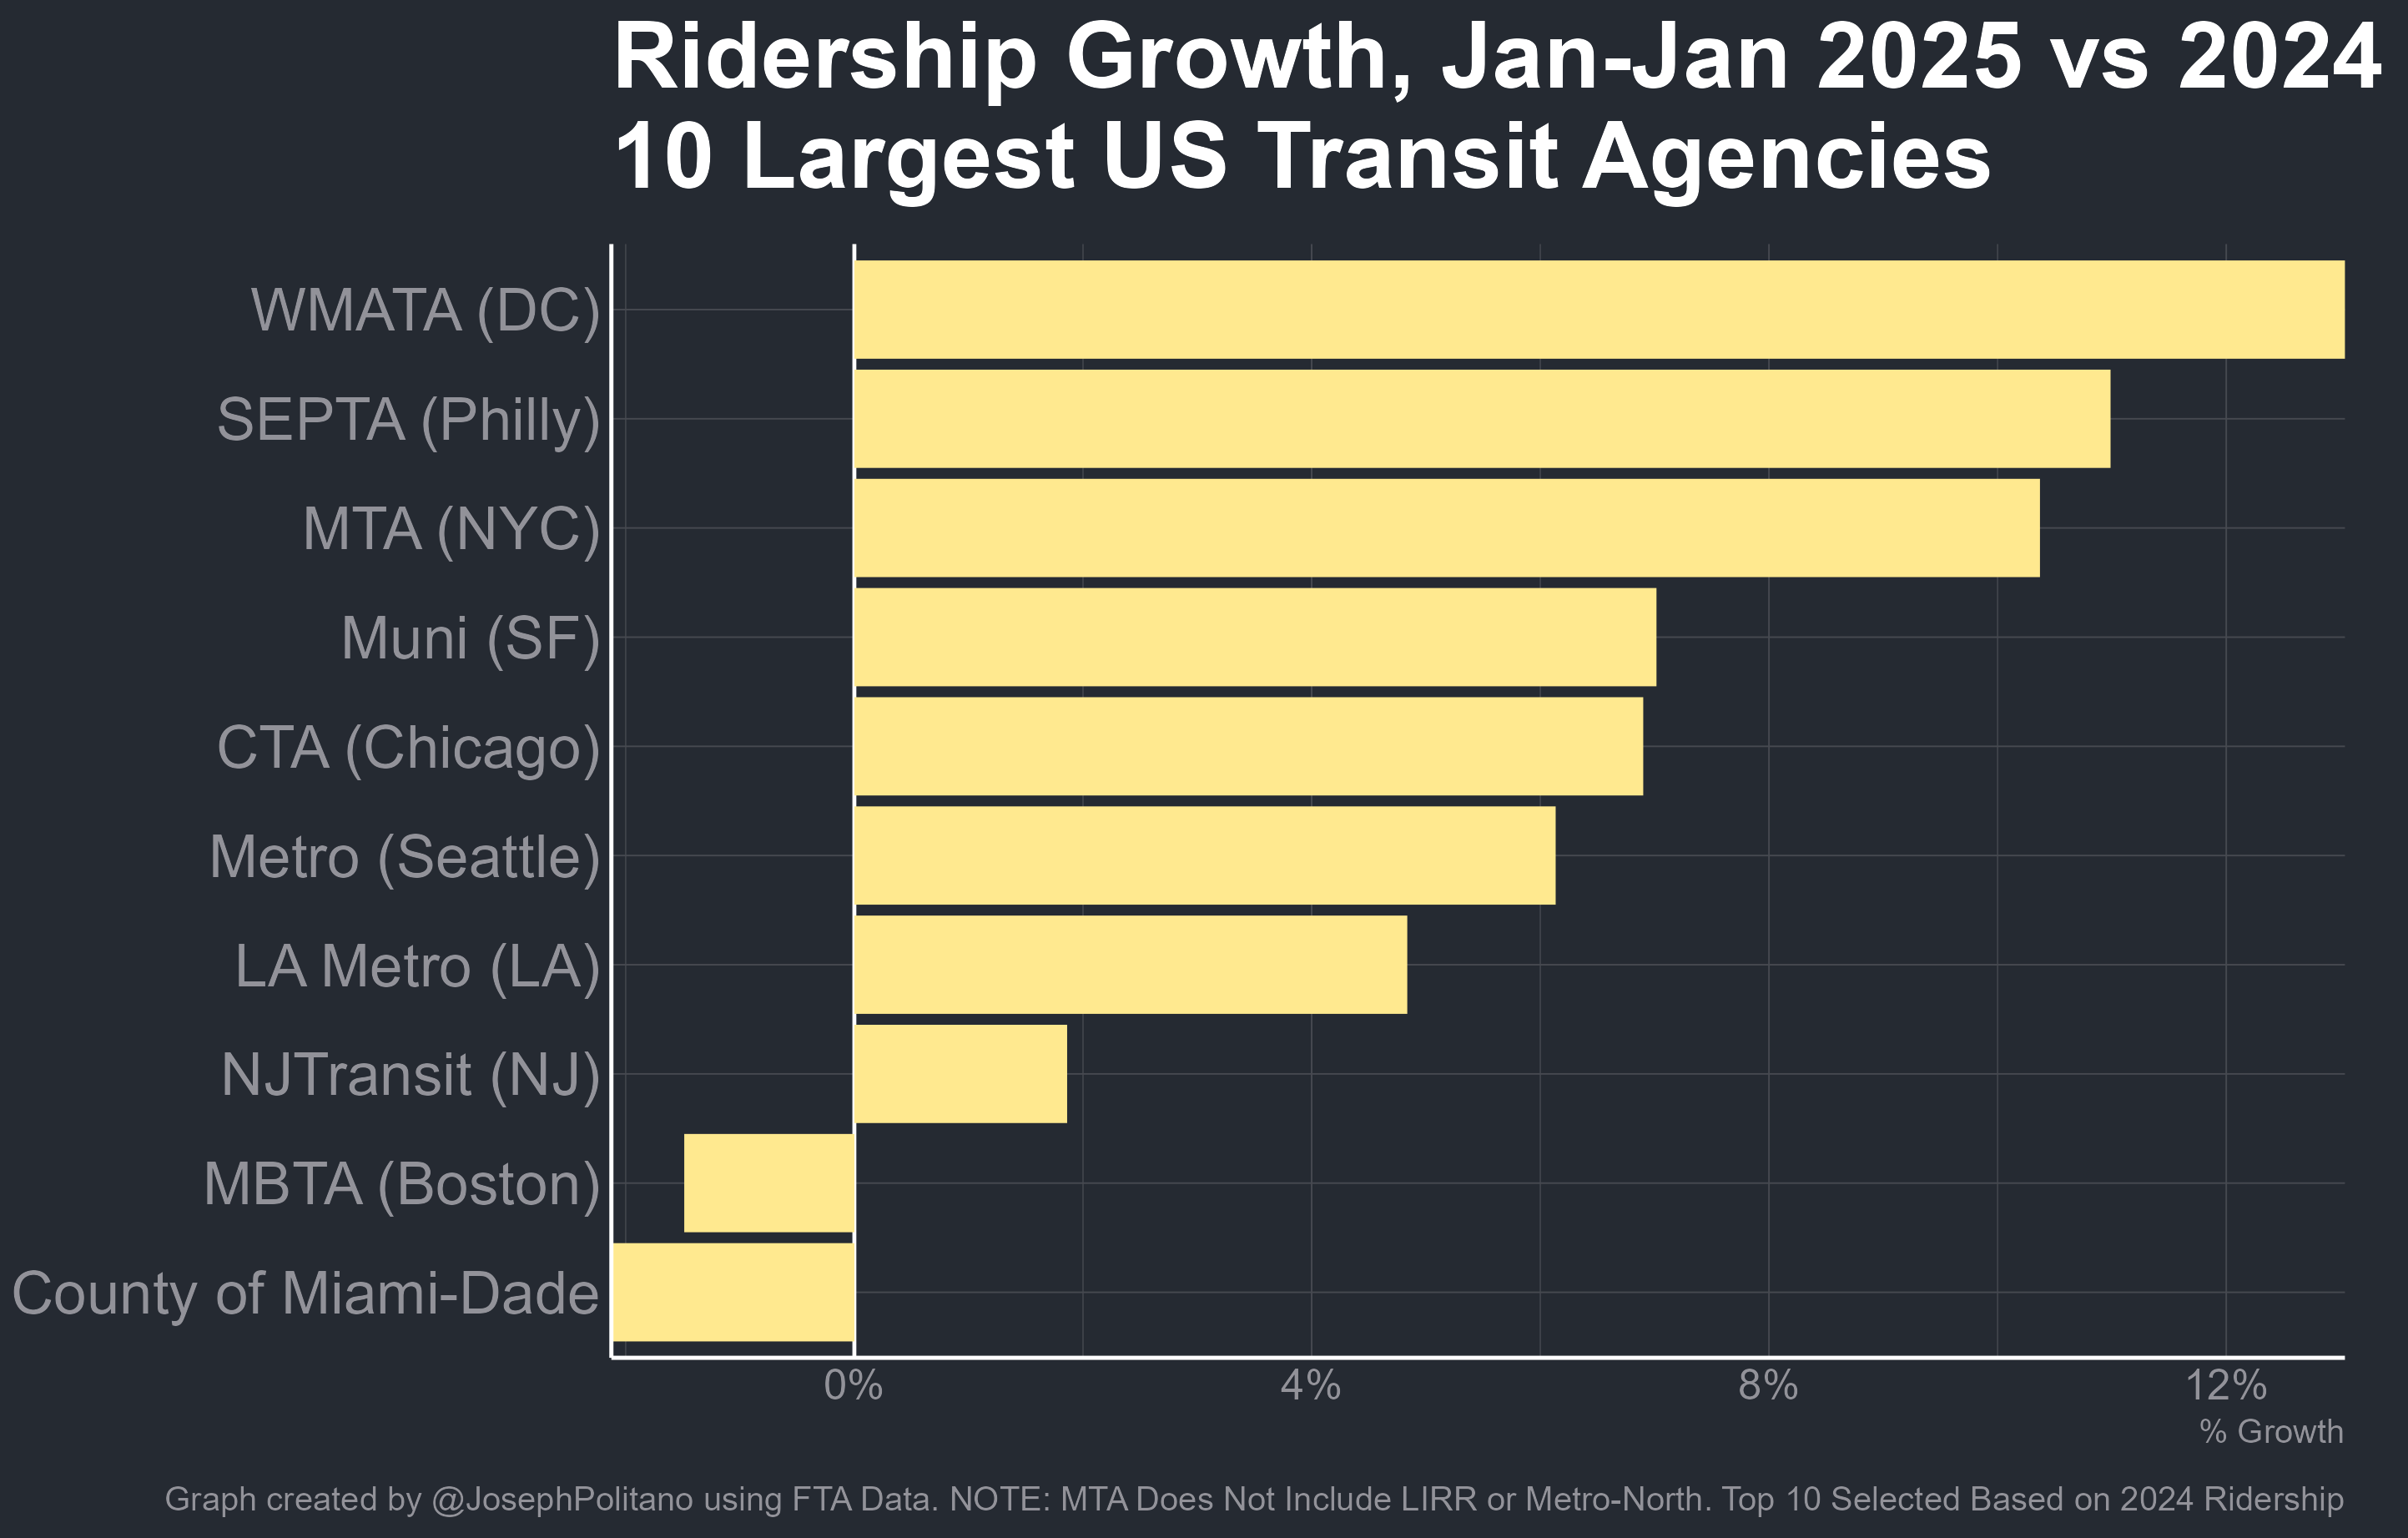 Ridership Growth, Jan-Jan 2025 vs 2024
10 Largest US Transit Agencies
WMATA (DC)
SEPTA (Philly)
MTA (NYC)
Muni (SF)
CTA (Chicago)
Metro (Seattle)
LA Metro (LA)
NJTransit (NJ)
MBTA (Boston)
County of Miami-Dade
0% 4% 8% 12%
% Growth
Graph created by @JosephPolitano using FTA Data. NOTE: MTA Does Not Include LIRR or Metro-North. Top 10 Selected Based on 2024 Ridership